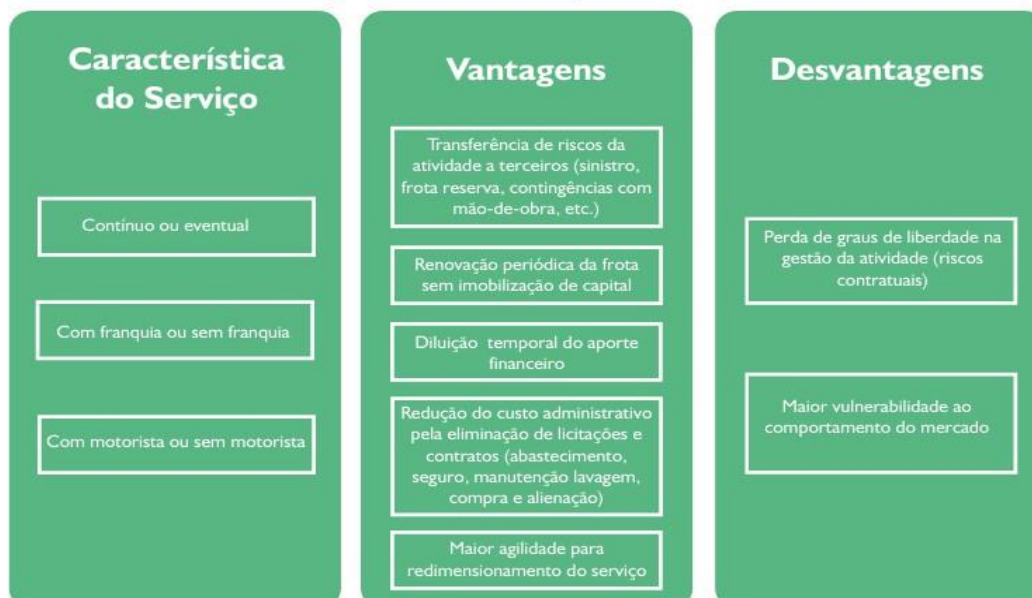 Característica
do Serviço
Contínuo ou eventual
Com franquia ou sem franquia
Com motorista ou sem motorista
Vantagens
Transferência de riscos da
atividade a terceiros (sinistro,
frota reserva, contingências com
mão-de-obra, etc.)
Renovação periódica da frota
sem imobilização de capital
Diluição temporal do aporte
financeiro
Redução do custo administrativo
pela eliminação de licitações e
contratos (abastecimento,
seguro, manutenção lavagem,
compra e alienação)
Maior agilidade para
redimensionamento do serviço
Desvantagens
Perda de graus de liberdade na
gestão da atividade (riscos
contratuais)
Maior vulnerabilidade ao
comportamento do mercado